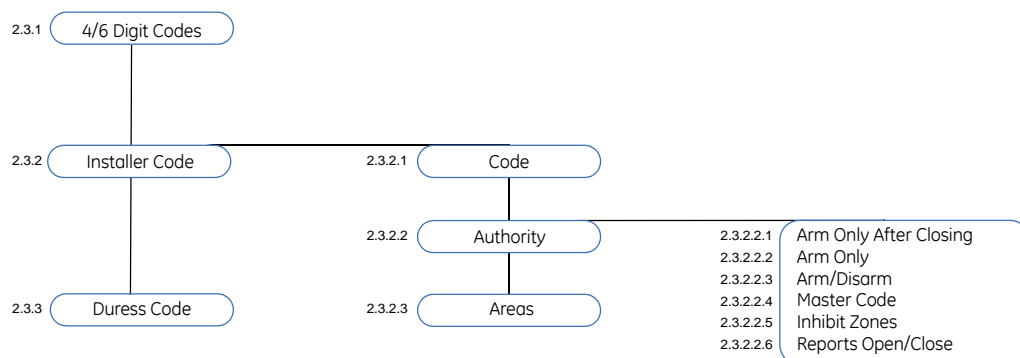 2.3.1 4/6 Digit Codes
2.3.2 Installer Code
2.3.2.1 Code
2.3.2.2 Authority
2.3.2.2.1 Arm Only After Closing
2.3.2.2.2 Arm Only
2.3.2.2.3 Arm/Disarm
2.3.2.2.4 Master Code
2.3.2.2.5 Inhibit Zones
2.3.2.2.6 Reports Open/Close
2.3.3 Duress Code
2.3.2.3 Areas